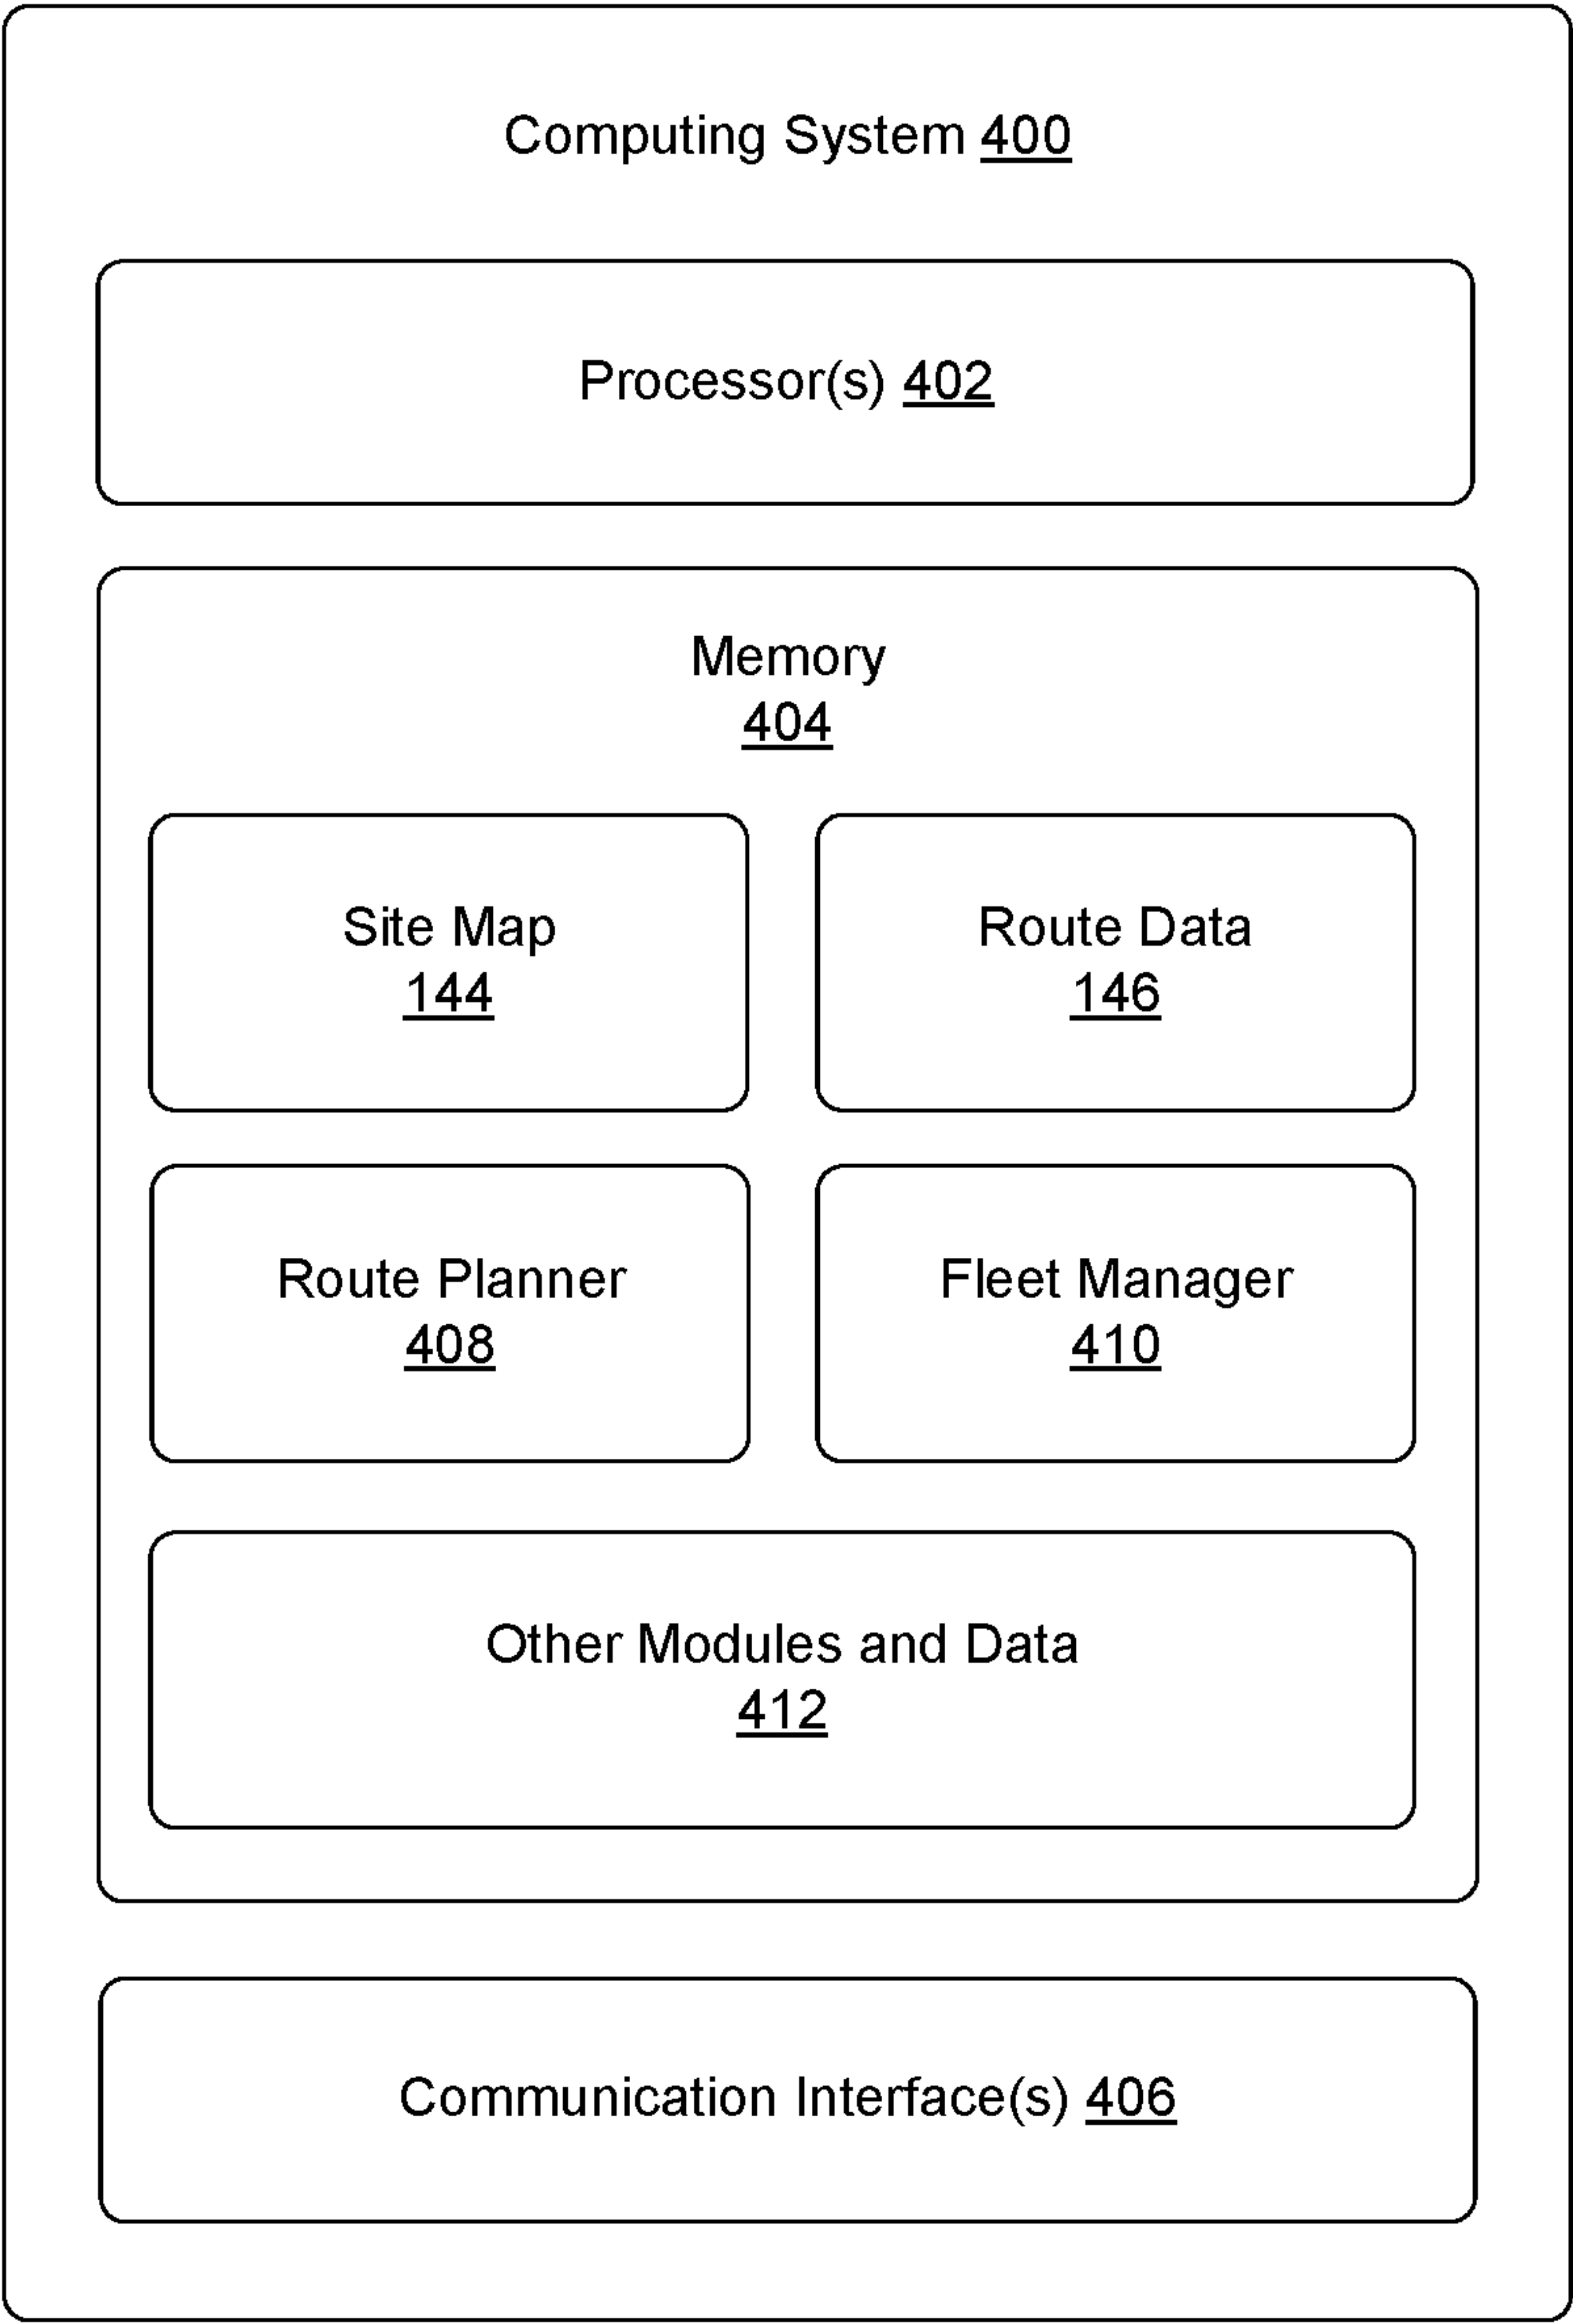 Computing System 400
Processor(s) 402
Memory
404
Site Map
144
Route Data
146
Route Planner
408
Fleet Manager
410
Other Modules and Data
412
Communication Interface(s) 406